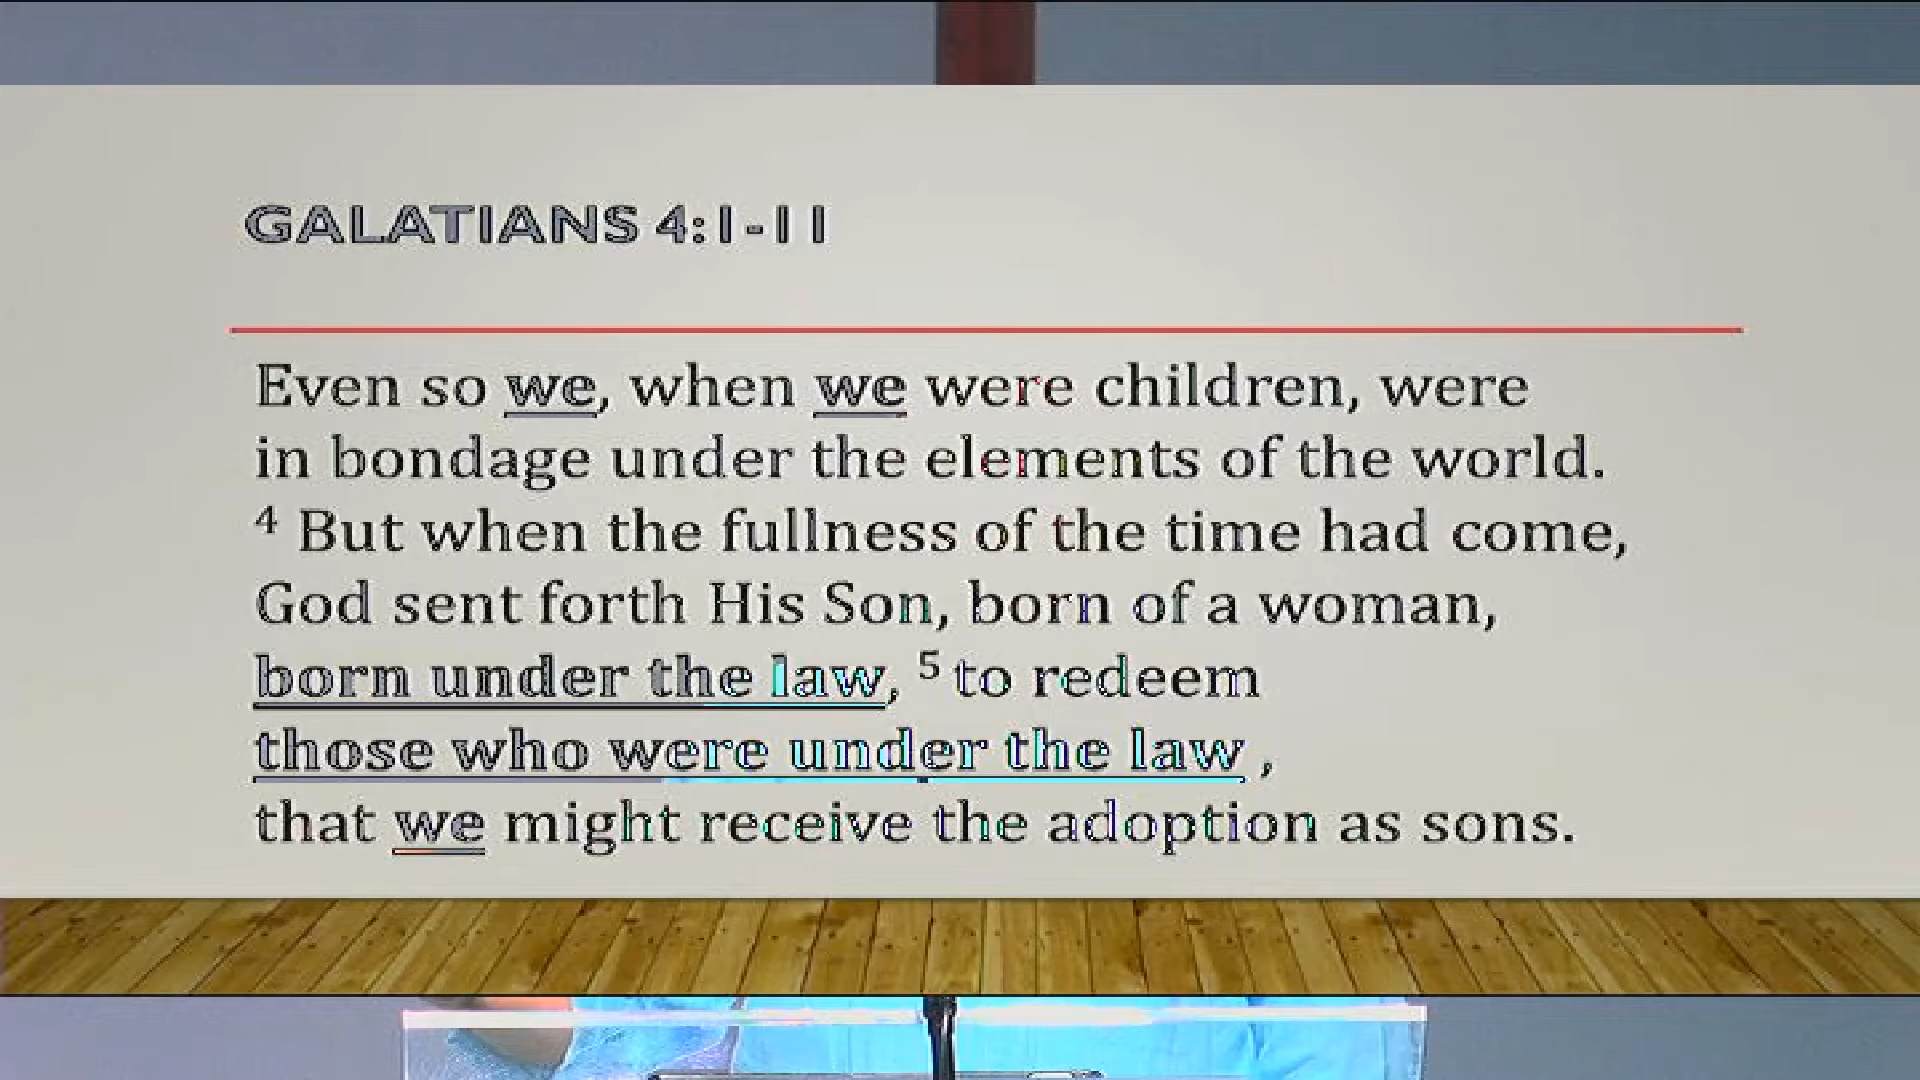 GALATIANS 4:1-11
Even so we, when we were children, were
in bondage under the elements of the world.
⁴ But when the fullness of the time had come,
God sent forth His Son, born of a woman,
born under the law, ⁵ to redeem
those who were under the law ,
that we might receive the adoption as sons.